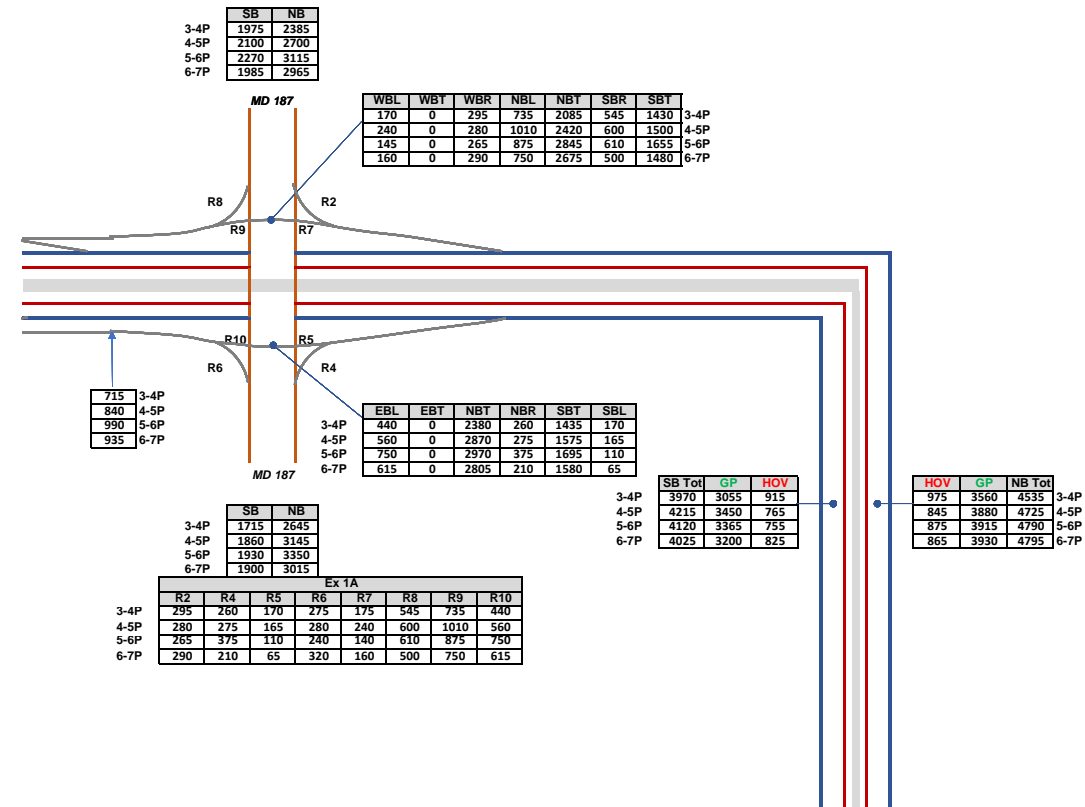 SB NB
3-4P 1975 2385
4-5P 2100 2700
5-6P 2270 3115
6-7P 1985 2965
MD 187
WBL WBT WBR NBL NBT SBR SBT
170 0 295 735 2085 545 1430 3-4P
240 0 280 1010 2420 600 1500 4-5P
145 0 265 875 2845 610 1655 5-6P
160 0 290 750 2675 500 1480 6-7P
R8 R2
R9 R7
R10 R5
R6 R4
715 3-4P
840 4-5P
990 5-6P
935 6-7P
EBL EBT NBT NBR SBT SBL
3-4P 440 0 2380 260 1435 170
4-5P 560 0 2870 275 1575 165
5-6P 750 0 2970 375 1695 110
6-7P 615 0 2805 210 1580 65
MD 187
SB Tot GP HOV
3-4P 3970 3055 915
4-5P 4215 3450 765
5-6P 4120 3365 755
6-7P 4025 3200 825
HOV GP NB Tot
975 3560 4535 3-4P
845 3880 4725 4-5P
875 3915 4790 5-6P
865 3930 4795 6-7P
SB NB
3-4P 1715 2645
4-5P 1860 3145
5-6P 1930 3350
6-7P 1900 3015
Ex 1A
R2 R4 R5 R6 R7 R8 R9 R10
3-4P 295 260 170 275 175 545 735 440
4-5P 280 275 165 280 240 600 1010 560
5-6P 265 375 110 240 140 610 875 750
6-7P 290 210 65 320 160 500 750 615